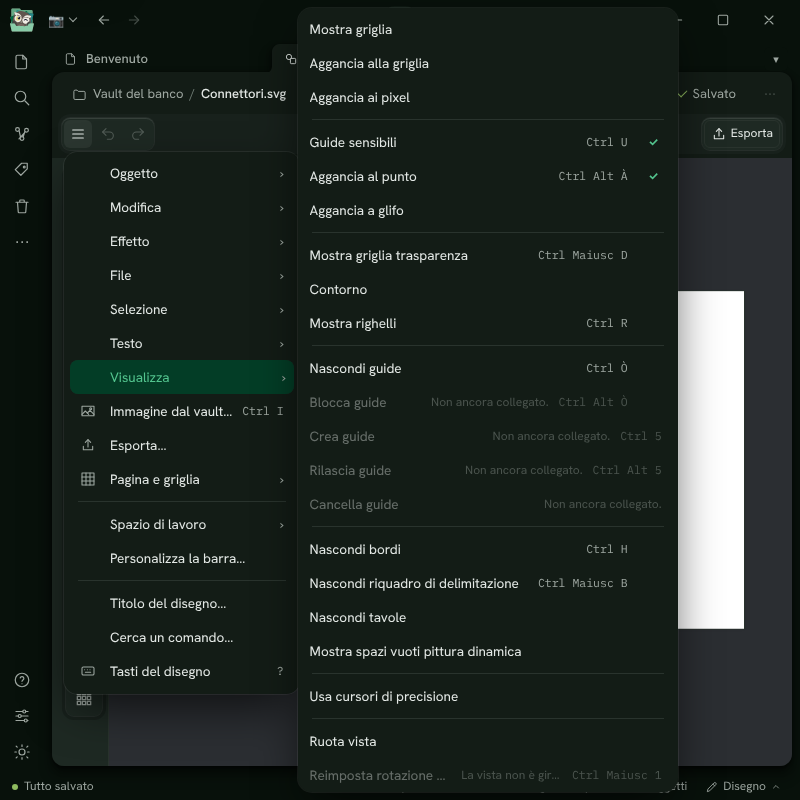 Benvenuto
Vault del banco / Connettori.svg
Salvato
Esporta
Oggetto
Modifica
Effetto
File
Selezione
Testo
Visualizza
Immagine dal vault... Ctrl I
Esporta...
Pagina e griglia
Spazio di lavoro
Personalizza la barra...
Titolo del disegno...
Cerca un comando...
Tasti del disegno ?
Mostra griglia
Aggancia alla griglia
Aggancia ai pixel
Guide sensibili Ctrl U
Aggancia al punto Ctrl Alt À
Aggancia a glifo
Mostra griglia trasparenza Ctrl Maiusc D
Contorno
Mostra righelli Ctrl R
Nascondi guide Ctrl Ò
Blocca guide Non ancora collegato. Ctrl Alt Ò
Crea guide Non ancora collegato. Ctrl 5
Rilascia guide Non ancora collegato. Ctrl Alt 5
Cancella guide Non ancora collegato.
Nascondi bordi Ctrl H
Nascondi riquadro di delimitazione Ctrl Maiusc B
Nascondi tavole
Mostra spazi vuoti pittura dinamica
Usa cursori di precisione
Ruota vista
Reimposta rotazione ... La vista non è gir... Ctrl Maiusc 1
Tutto salvato
Disegno